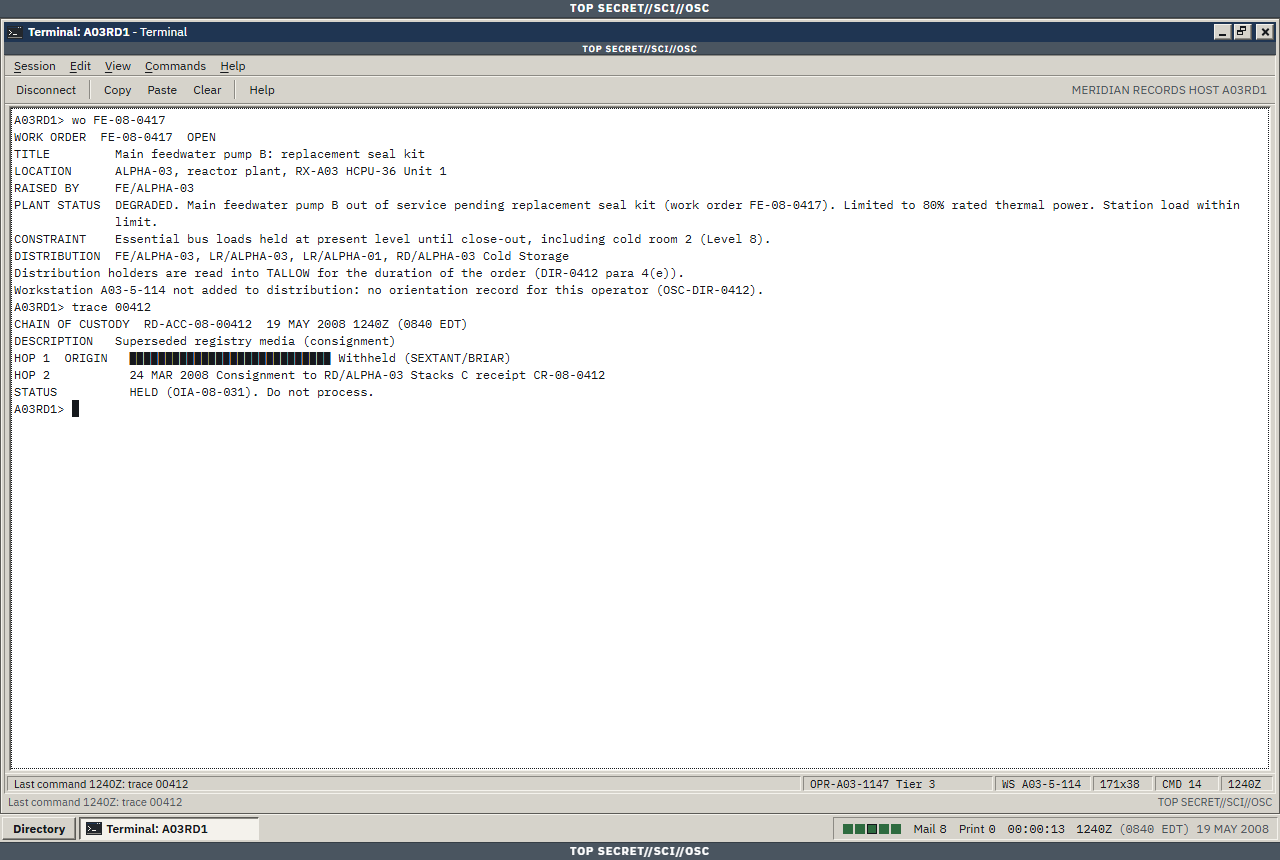 TOP SECRET//SCI//OSC
Terminal: A03RD1 - Terminal
TOP SECRET//SCI//OSC
Session Edit View Commands Help
Disconnect Copy Paste Clear Help MERIDIAN RECORDS HOST A03RD1
A03RD1> wo FE-08-0417
WORK ORDER FE-08-0417 OPEN
TITLE Main feedwater pump B: replacement seal kit
LOCATION ALPHA-03, reactor plant, RX-A03 HCPU-36 Unit 1
RAISED BY FE/ALPHA-03
PLANT STATUS DEGRADED. Main feedwater pump B out of service pending replacement seal kit (work order FE-08-0417). Limited to 80% rated thermal power. Station load within
limit.
CONSTRAINT Essential bus loads held at present level until close-out, including cold room 2 (Level 8).
DISTRIBUTION FE/ALPHA-03, LR/ALPHA-03, LR/ALPHA-01, RD/ALPHA-03 Cold Storage
Distribution holders are read into TALLOW for the duration of the order (DIR-0412 para 4(e)).
Workstation A03-5-114 not added to distribution: no orientation record for this operator (OSC-DIR-0412).
A03RD1> trace 00412
CHAIN OF CUSTODY RD-ACC-08-00412 19 MAY 2008 1240Z (0840 EDT)
DESCRIPTION Superseded registry media (consignment)
HOP 1 ORIGIN Withheld (SEXTANT/BRIAR)
HOP 2 24 MAR 2008 Consignment to RD/ALPHA-03 Stacks C receipt CR-08-0412
STATUS HELD (OIA-08-031). Do not process.
A03RD1>
Last command 1240Z: trace 00412 OPR-A03-1147 Tier 3 WS A03-5-114 171x38 CMD 14 1240Z
Last command 1240Z: trace 00412 TOP SECRET//SCI//OSC
Directory Terminal: A03RD1 Mail 8 Print 0 00:00:13 1240Z (0840 EDT) 19 MAY 2008
TOP SECRET//SCI//OSC